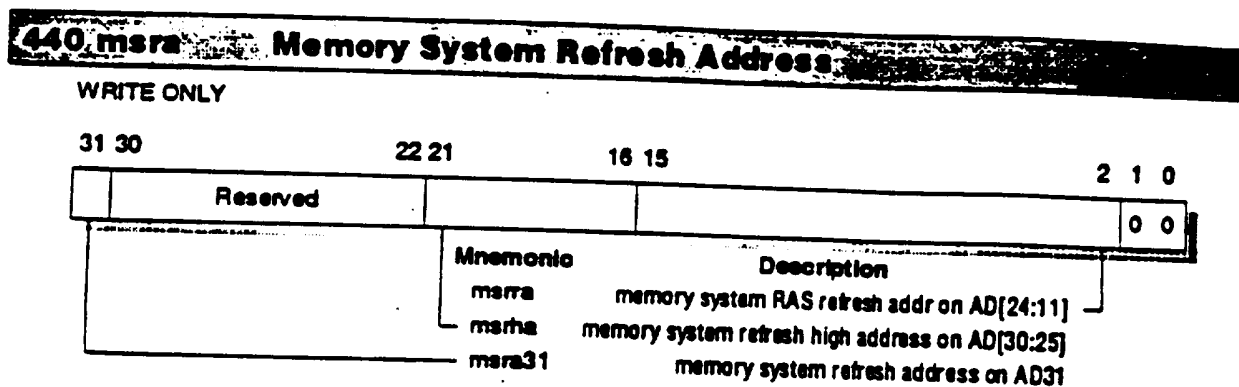 440 msra Memory System Refresh Address
WRITE ONLY
31 30 22 21 16 15 2 1 0
Reserved 0 0
Mnemonic Description
msrra memory system RAS refresh addr on AD[24:11]
msrha memory system refresh high address on AD[30:25]
msra31 memory system refresh address on AD31